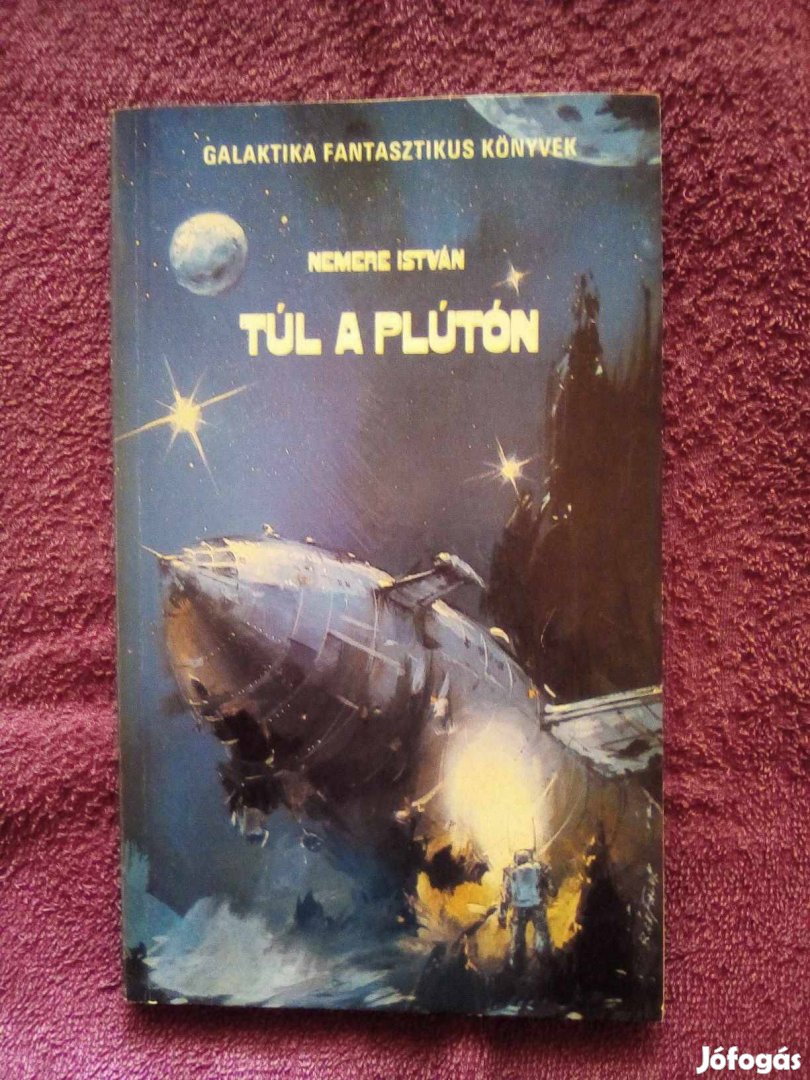 GALAKTIKA FANTASZTIKUS KÖNYVEK
NEMERE ISTVÁN
TÚL A PLÚTÓN
Jófogás